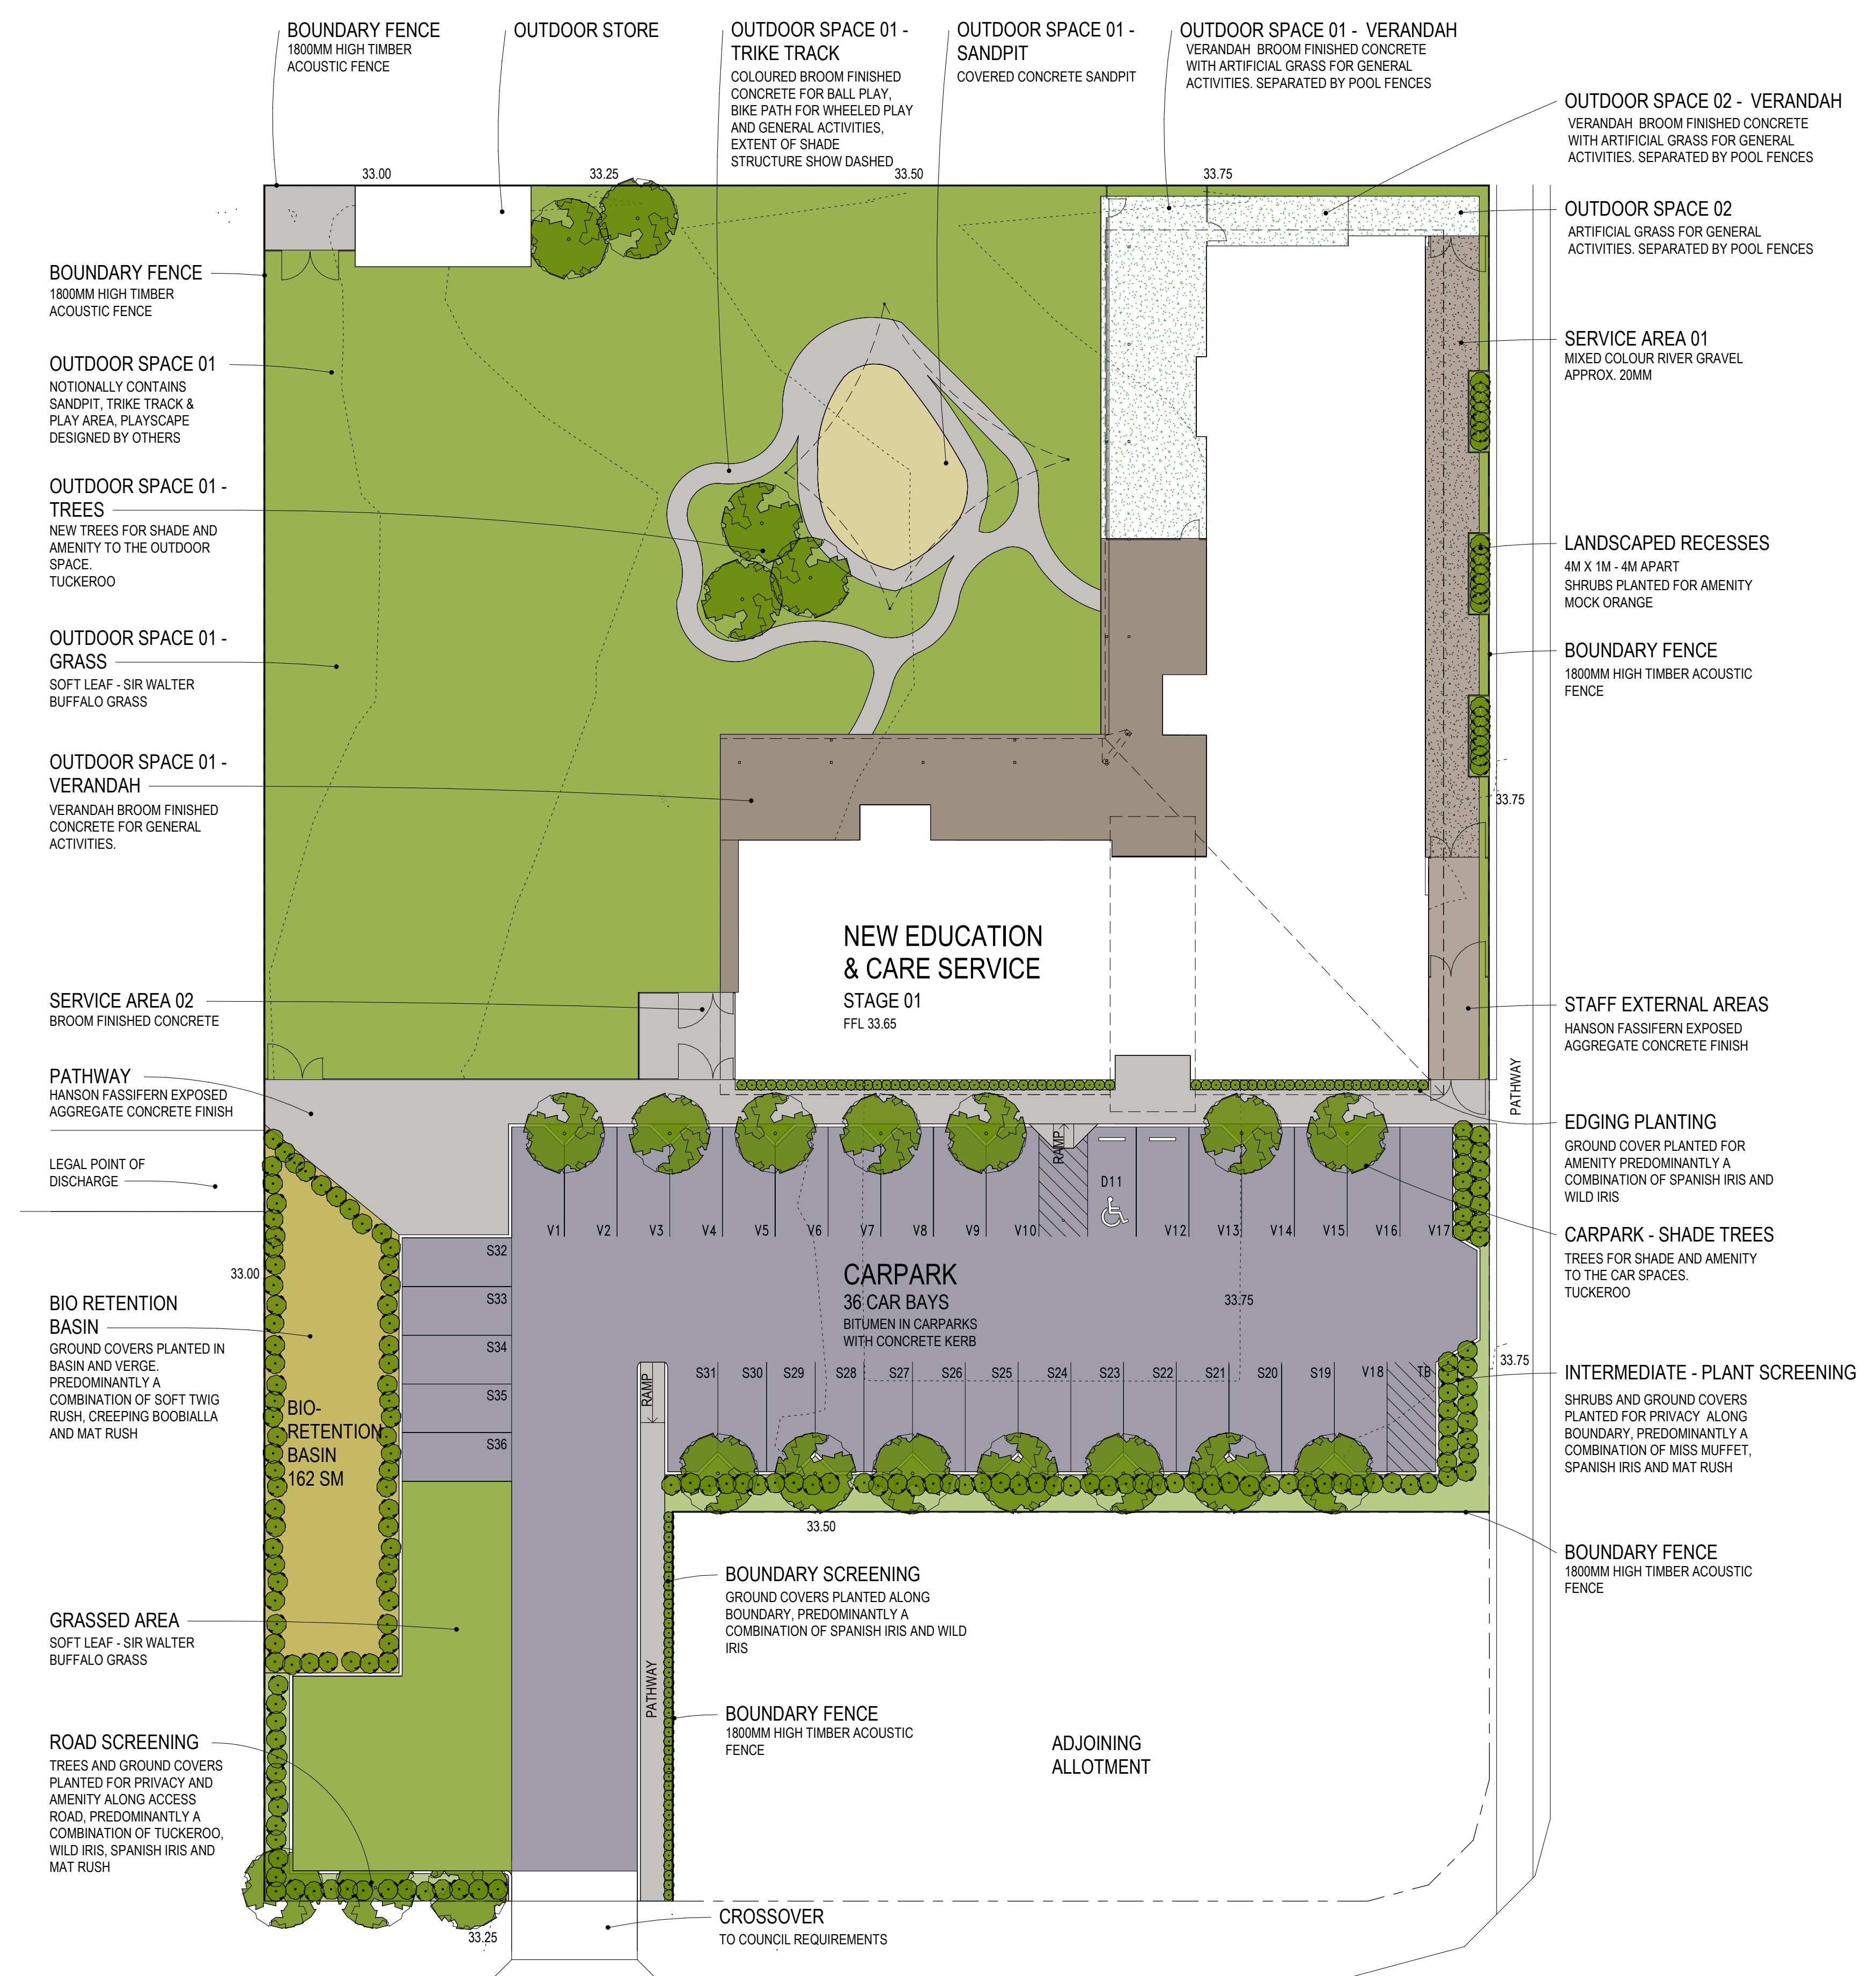 BOUNDARY FENCE
1800MM HIGH TIMBER
ACOUSTIC FENCE
OUTDOOR STORE
OUTDOOR SPACE 01 -
TRIKE TRACK
COLOURED BROOM FINISHED
CONCRETE FOR BALL PLAY,
BIKE PATH FOR WHEELED PLAY
AND GENERAL ACTIVITIES,
EXTENT OF SHADE
STRUCTURE SHOW DASHED
OUTDOOR SPACE 01 -
SANDPIT
COVERED CONCRETE SANDPIT
OUTDOOR SPACE 01 - VERANDAH
VERANDAH BROOM FINISHED CONCRETE
WITH ARTIFICIAL GRASS FOR GENERAL
ACTIVITIES. SEPARATED BY POOL FENCES
OUTDOOR SPACE 02 - VERANDAH
VERANDAH BROOM FINISHED CONCRETE
WITH ARTIFICIAL GRASS FOR GENERAL
ACTIVITIES. SEPARATED BY POOL FENCES
33.00
33.25
33.50
33.75
OUTDOOR SPACE 02
ARTIFICIAL GRASS FOR GENERAL
ACTIVITIES. SEPARATED BY POOL FENCES
BOUNDARY FENCE
1800MM HIGH TIMBER
ACOUSTIC FENCE
SERVICE AREA 01
MIXED COLOUR RIVER GRAVEL
APPROX. 20MM
OUTDOOR SPACE 01
NOTIONALLY CONTAINS
SANDPIT, TRIKE TRACK &
PLAY AREA, PLAYSCAPE
DESIGNED BY OTHERS
OUTDOOR SPACE 01 -
TREES
NEW TREES FOR SHADE AND
AMENITY TO THE OUTDOOR
SPACE.
TUCKEROO
LANDSCAPED RECESSES
4M X 1M - 4M APART
SHRUBS PLANTED FOR AMENITY
MOCK ORANGE
OUTDOOR SPACE 01 -
GRASS
SOFT LEAF - SIR WALTER
BUFFALO GRASS
BOUNDARY FENCE
1800MM HIGH TIMBER ACOUSTIC
FENCE
OUTDOOR SPACE 01 -
VERANDAH
VERANDAH BROOM FINISHED
CONCRETE FOR GENERAL
ACTIVITIES.
33.75
NEW EDUCATION
& CARE SERVICE
STAGE 01
FFL 33.65
SERVICE AREA 02
BROOM FINISHED CONCRETE
STAFF EXTERNAL AREAS
HANSON FASSIFERN EXPOSED
AGGREGATE CONCRETE FINISH
PATHWAY
PATHWAY
HANSON FASSIFERN EXPOSED
AGGREGATE CONCRETE FINISH
EDGING PLANTING
GROUND COVER PLANTED FOR
AMENITY PREDOMINANTLY A
COMBINATION OF SPANISH IRIS AND
WILD IRIS
LEGAL POINT OF
DISCHARGE
RAMP
D11
V1
V2
V3
V4
V5
V6
V7
V8
V9
V10
V12
V13
V14
V15
V16
V17
CARPARK - SHADE TREES
TREES FOR SHADE AND AMENITY
TO THE CAR SPACES.
TUCKEROO
33.00
S32
S33
S34
S35
S36
CARPARK
36 CAR BAYS
BITUMEN IN CARPARKS
WITH CONCRETE KERB
33.75
33.75
BIO RETENTION
BASIN
GROUND COVERS PLANTED IN
BASIN AND VERGE.
PREDOMINANTLY A
COMBINATION OF SOFT TWIG
RUSH, CREEPING BOOBIALLA
AND MAT RUSH
BIO-
RETENTION
BASIN
162 SM
RAMP
S31
S30
S29
S28
S27
S26
S25
S24
S23
S22
S21
S20
S19
V18
TB
INTERMEDIATE - PLANT SCREENING
SHRUBS AND GROUND COVERS
PLANTED FOR PRIVACY ALONG
BOUNDARY, PREDOMINANTLY A
COMBINATION OF MISS MUFFET,
SPANISH IRIS AND MAT RUSH
33.50
BOUNDARY FENCE
1800MM HIGH TIMBER ACOUSTIC
FENCE
BOUNDARY SCREENING
GROUND COVERS PLANTED ALONG
BOUNDARY, PREDOMINANTLY A
COMBINATION OF SPANISH IRIS AND WILD
IRIS
GRASSED AREA
SOFT LEAF - SIR WALTER
BUFFALO GRASS
PATHWAY
BOUNDARY FENCE
1800MM HIGH TIMBER ACOUSTIC
FENCE
ADJOINING
ALLOTMENT
ROAD SCREENING
TREES AND GROUND COVERS
PLANTED FOR PRIVACY AND
AMENITY ALONG ACCESS
ROAD, PREDOMINANTLY A
COMBINATION OF TUCKEROO,
WILD IRIS, SPANISH IRIS AND
MAT RUSH
33.25
CROSSOVER
TO COUNCIL REQUIREMENTS